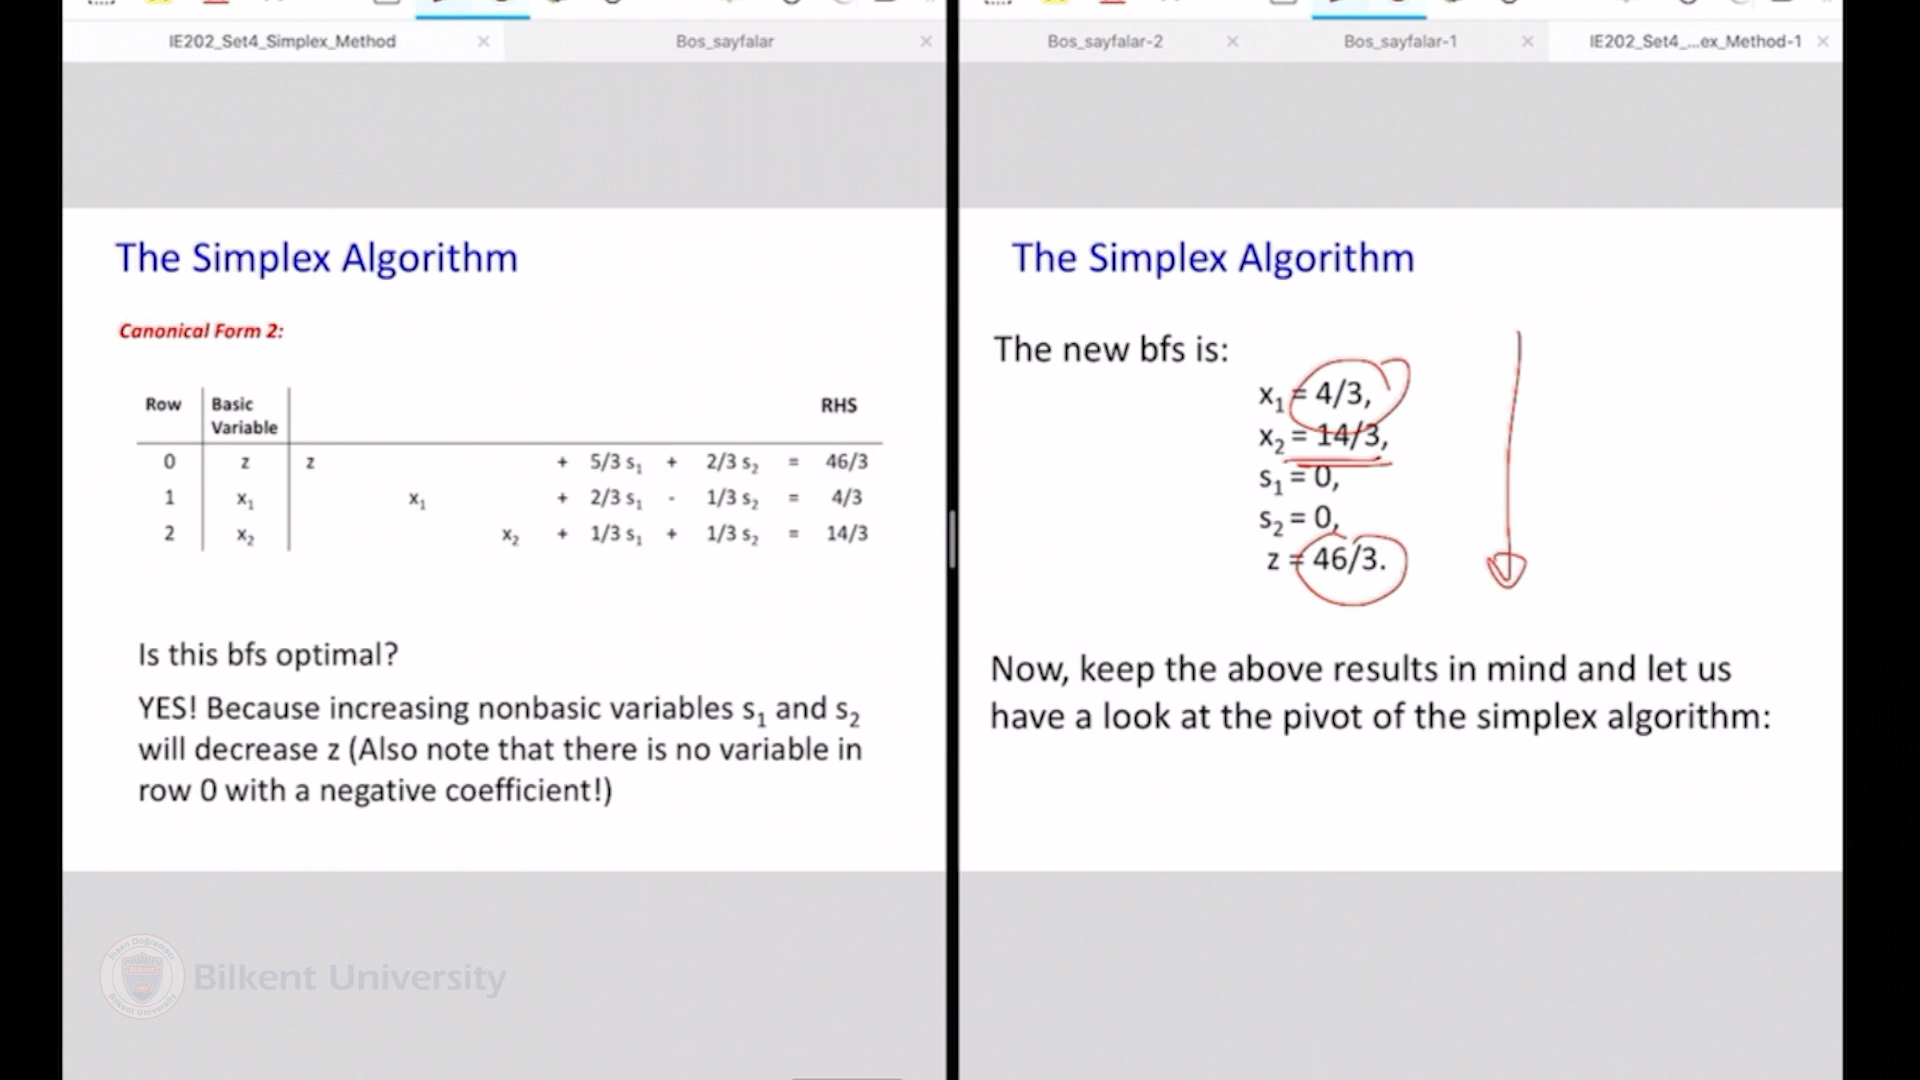 IE202_Set4_Simplex_Method
Bos_sayfalar
Bos_sayfalar-2
Bos_sayfalar-1
IE202_Set4_...ex_Method-1
The Simplex Algorithm
Canonical Form 2:
Row Basic Variable RHS
0 z z + 5/3 s₁ + 2/3 s₂ = 46/3
1 x₁ x₁ + 2/3 s₁ - 1/3 s₂ = 4/3
2 x₂ x₂ + 1/3 s₁ + 1/3 s₂ = 14/3
Is this bfs optimal?
YES! Because increasing nonbasic variables s₁ and s₂
will decrease z (Also note that there is no variable in
row 0 with a negative coefficient!)
Bilkent University
The Simplex Algorithm
The new bfs is:
x₁ = 4/3,
x₂ = 14/3,
s₁ = 0,
s₂ = 0,
z = 46/3.
Now, keep the above results in mind and let us
have a look at the pivot of the simplex algorithm: